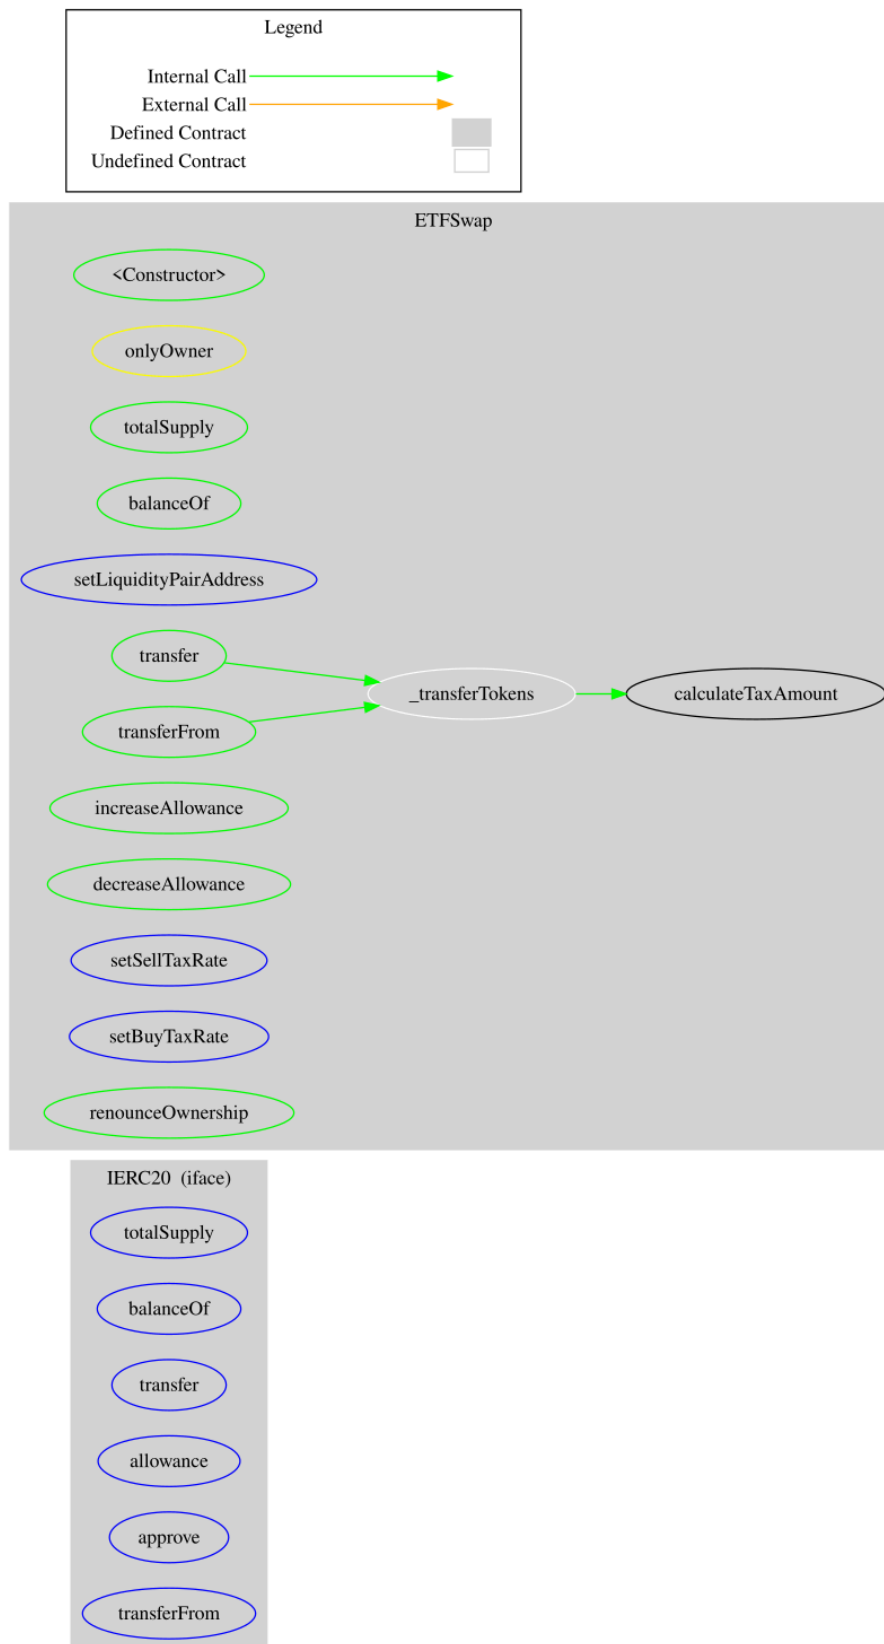 Legend
Internal Call
External Call
Defined Contract
Undefined Contract
ETFSwap
<Constructor>
onlyOwner
totalSupply
balanceOf
setLiquidityPairAddress
transfer
_transferTokens
calculateTaxAmount
transferFrom
increaseAllowance
decreaseAllowance
setSellTaxRate
setBuyTaxRate
renounceOwnership
IERC20 (iface)
totalSupply
balanceOf
transfer
allowance
approve
transferFrom